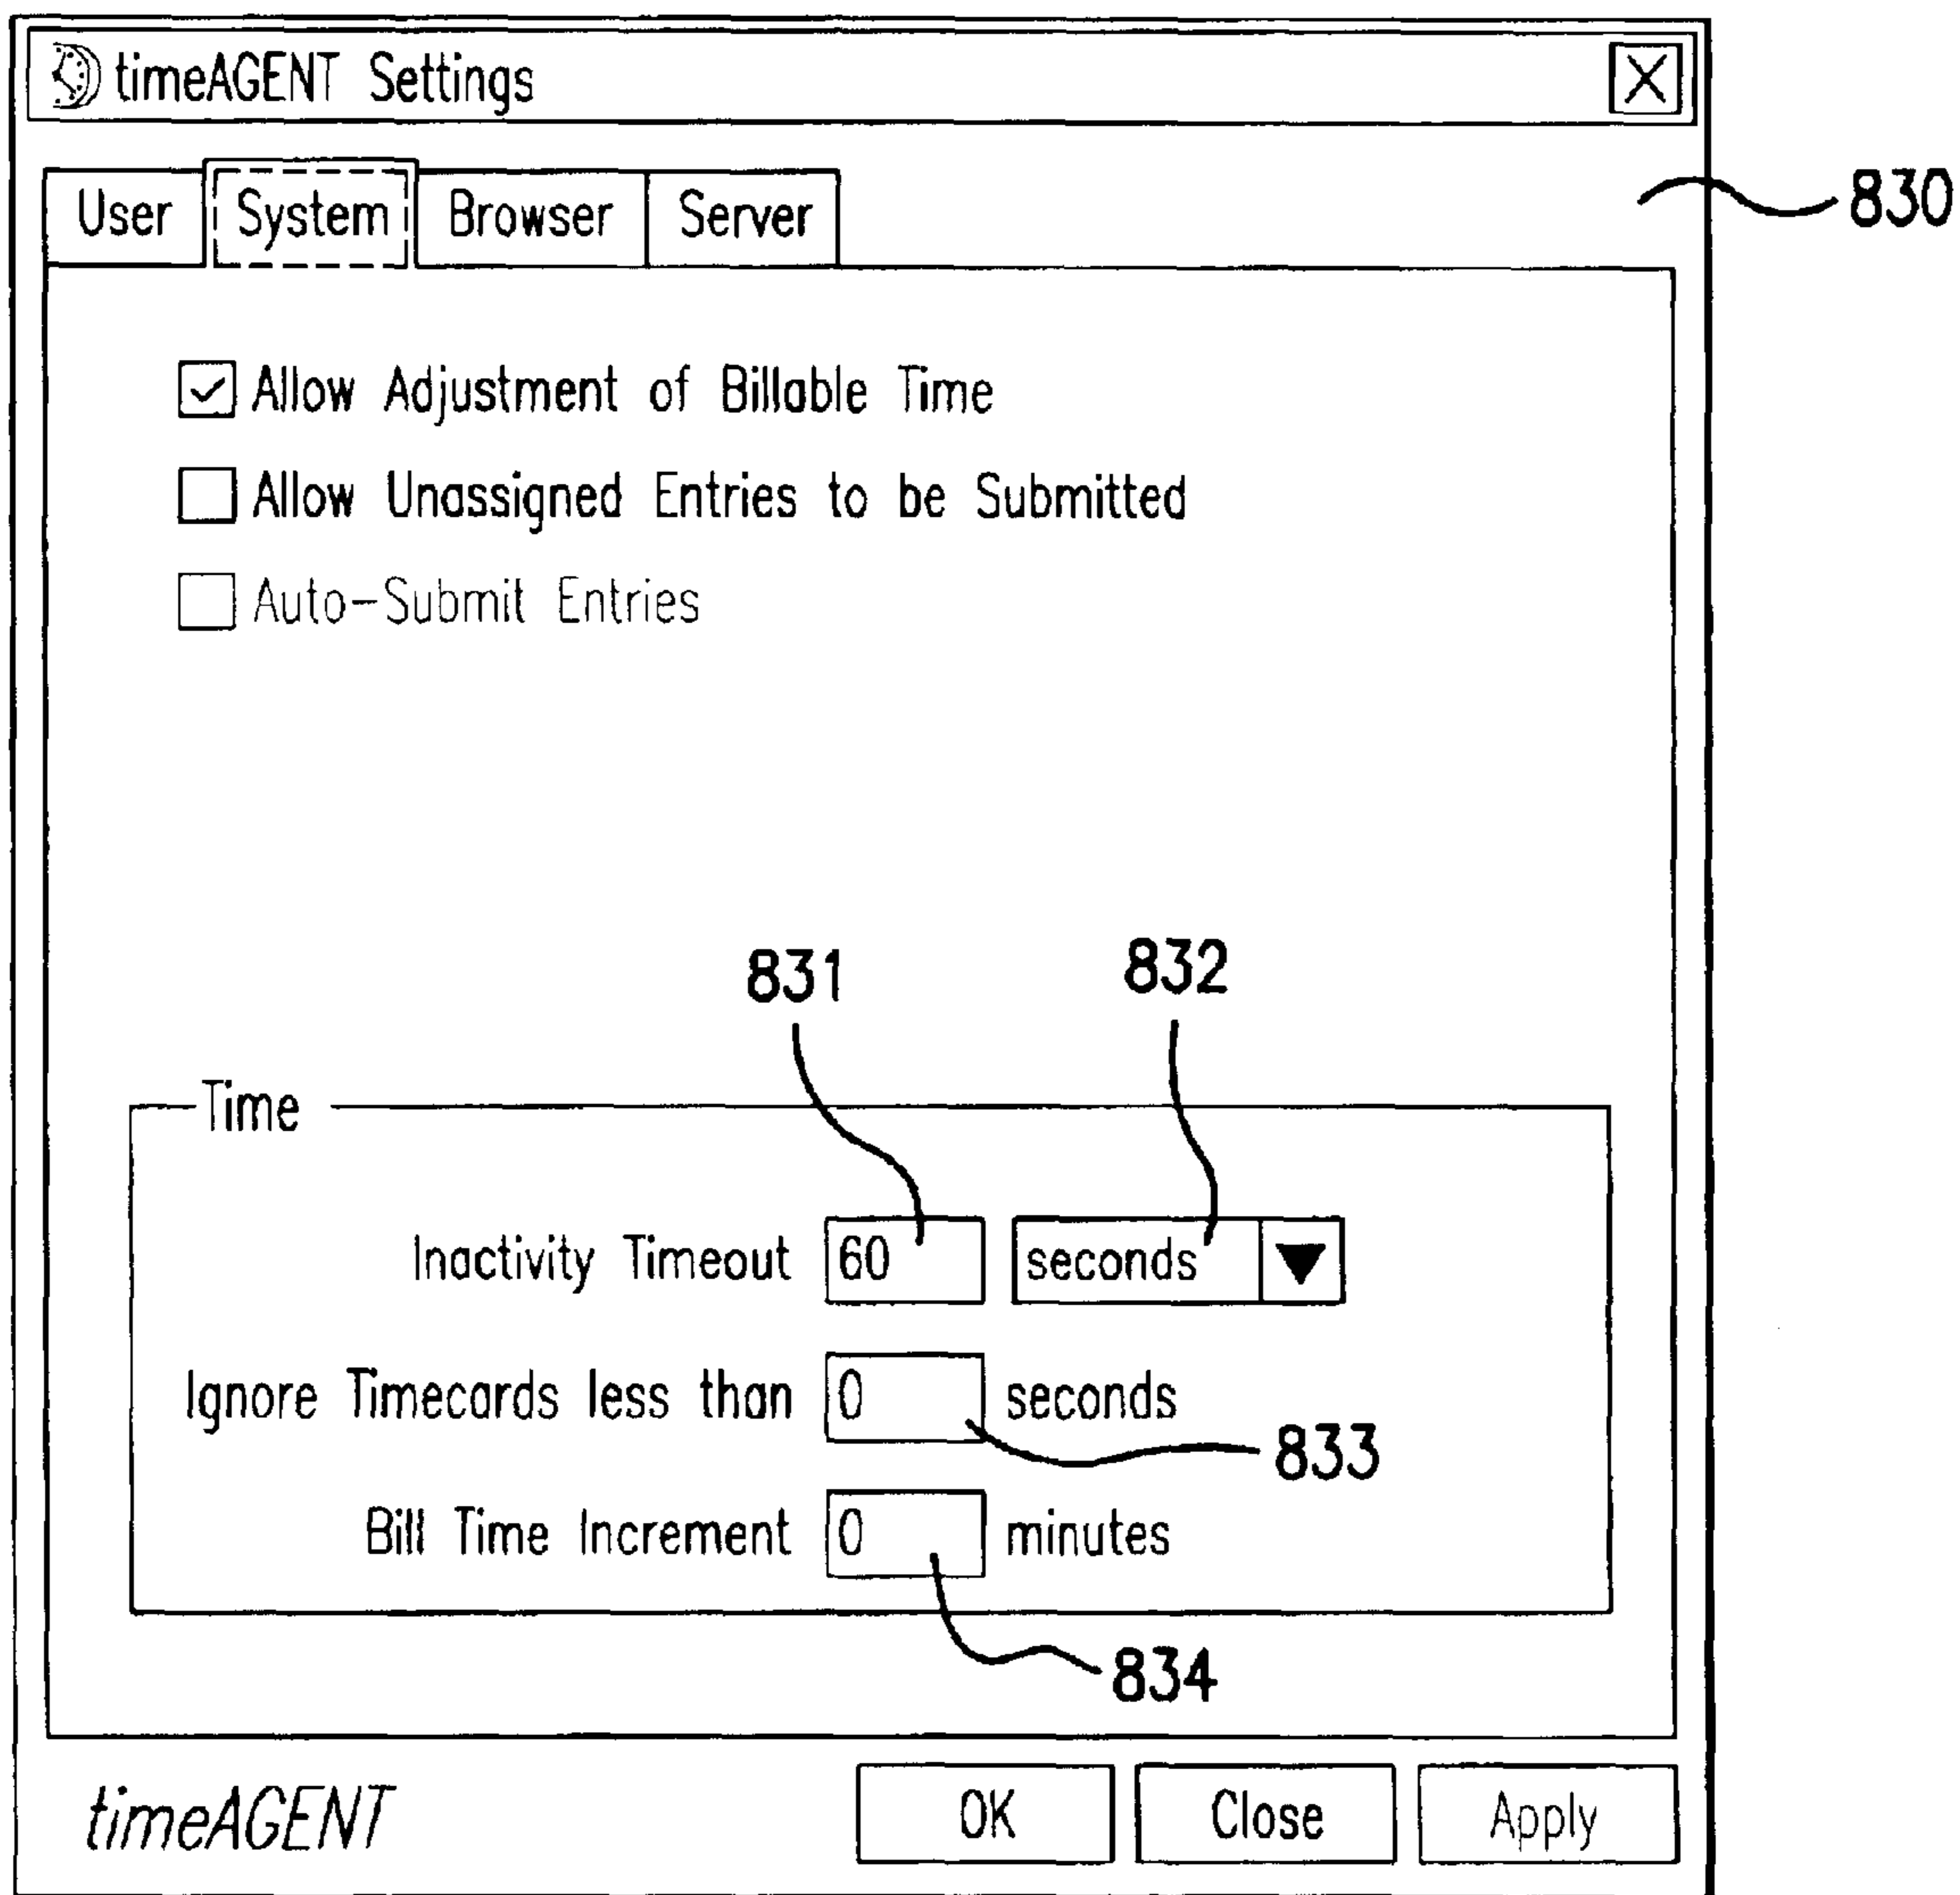 timeAGENT Settings
User System Browser Server
830
Allow Adjustment of Billable Time
Allow Unassigned Entries to be Submitted
Auto-Submit Entries
831 832
Time
Inactivity Timeout 60 seconds
Ignore Timecards less than 0 seconds
833
Bill Time Increment 0 minutes
834
timeAGENT OK Close Apply